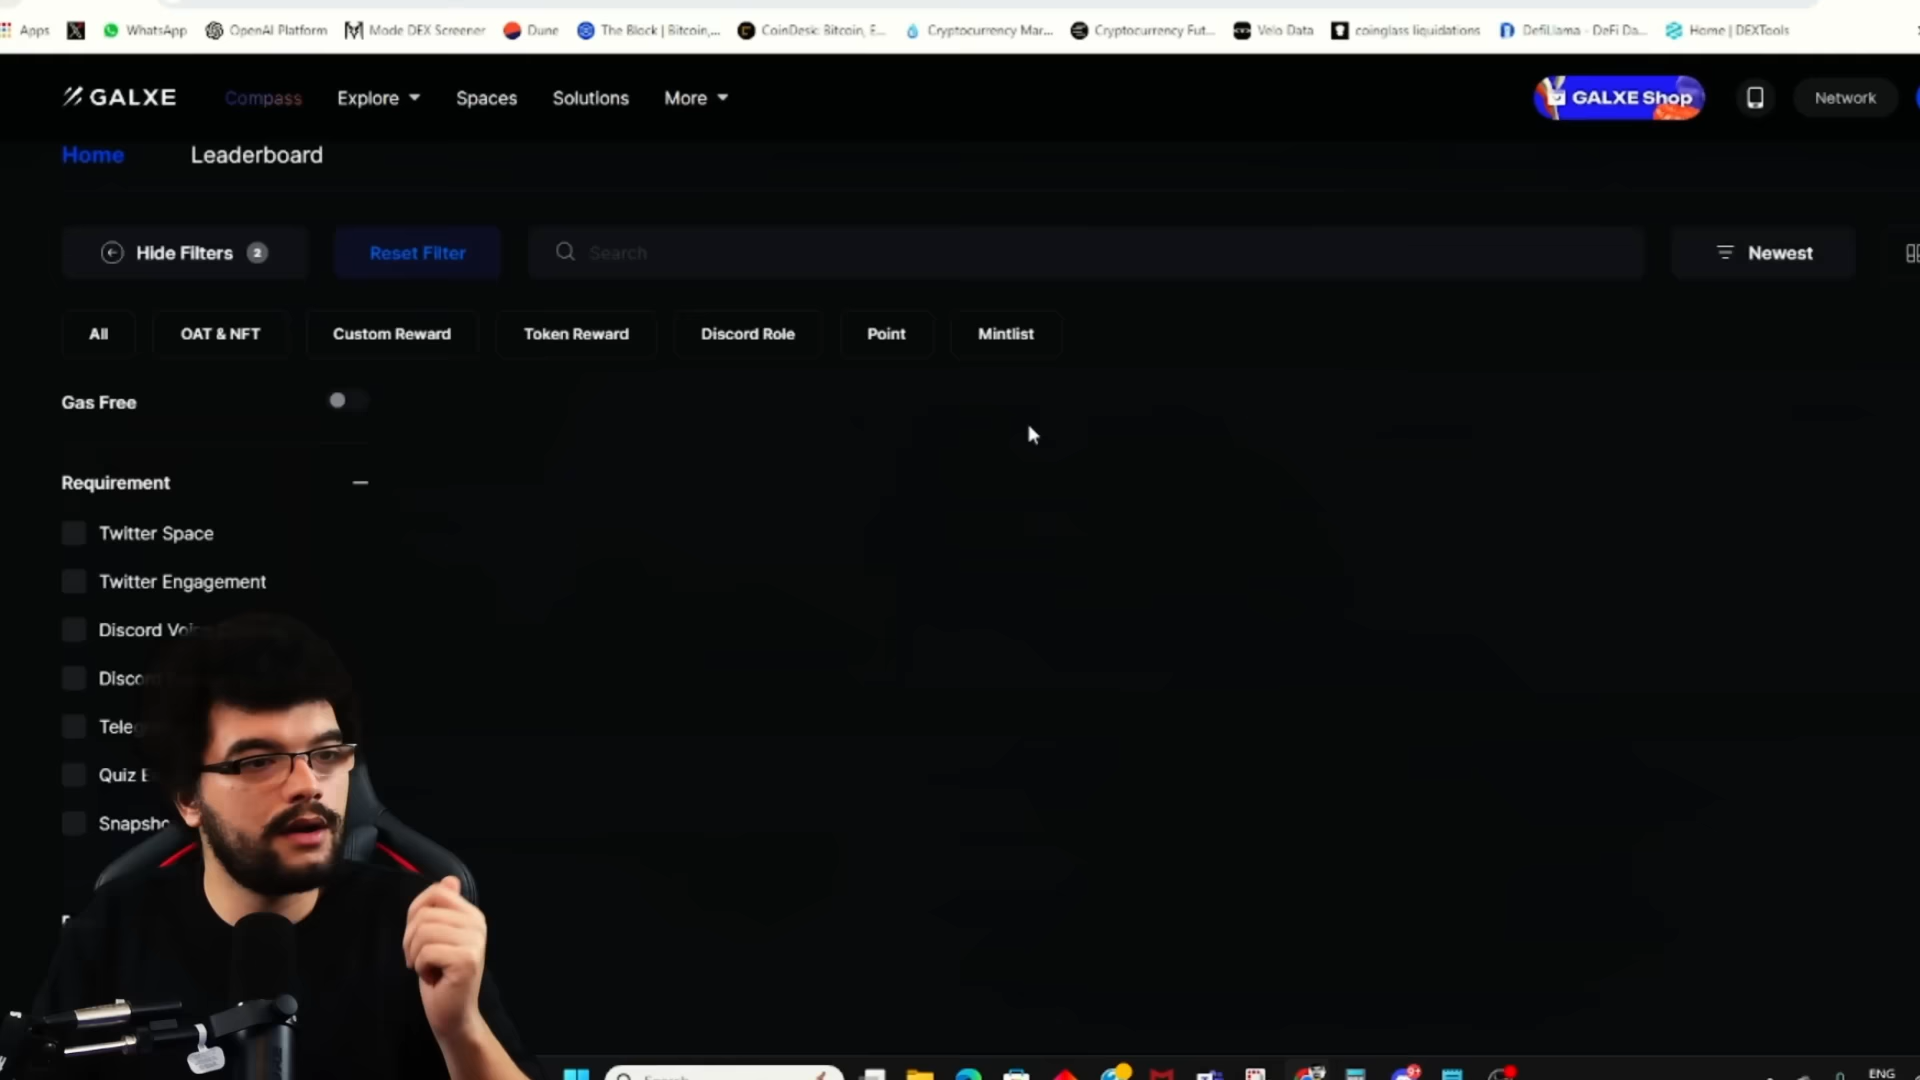 Apps WhatsApp OpenAI Platform Mode DEX Screener Dune The Block | Bitcoin,... CoinDesk: Bitcoin, E... Cryptocurrency Mar... Cryptocurrency Fut... Velo Data coinglass liquidations DefiLlama - DeFi Da... Home | DEXTools
GALXE Compass Explore Spaces Solutions More GALXE Shop Network
Home Leaderboard
Hide Filters 2 Reset Filter Search Newest
All OAT & NFT Custom Reward Token Reward Discord Role Point Mintlist
Gas Free
Requirement
Twitter Space
Twitter Engagement
Discord
Quiz
ENG